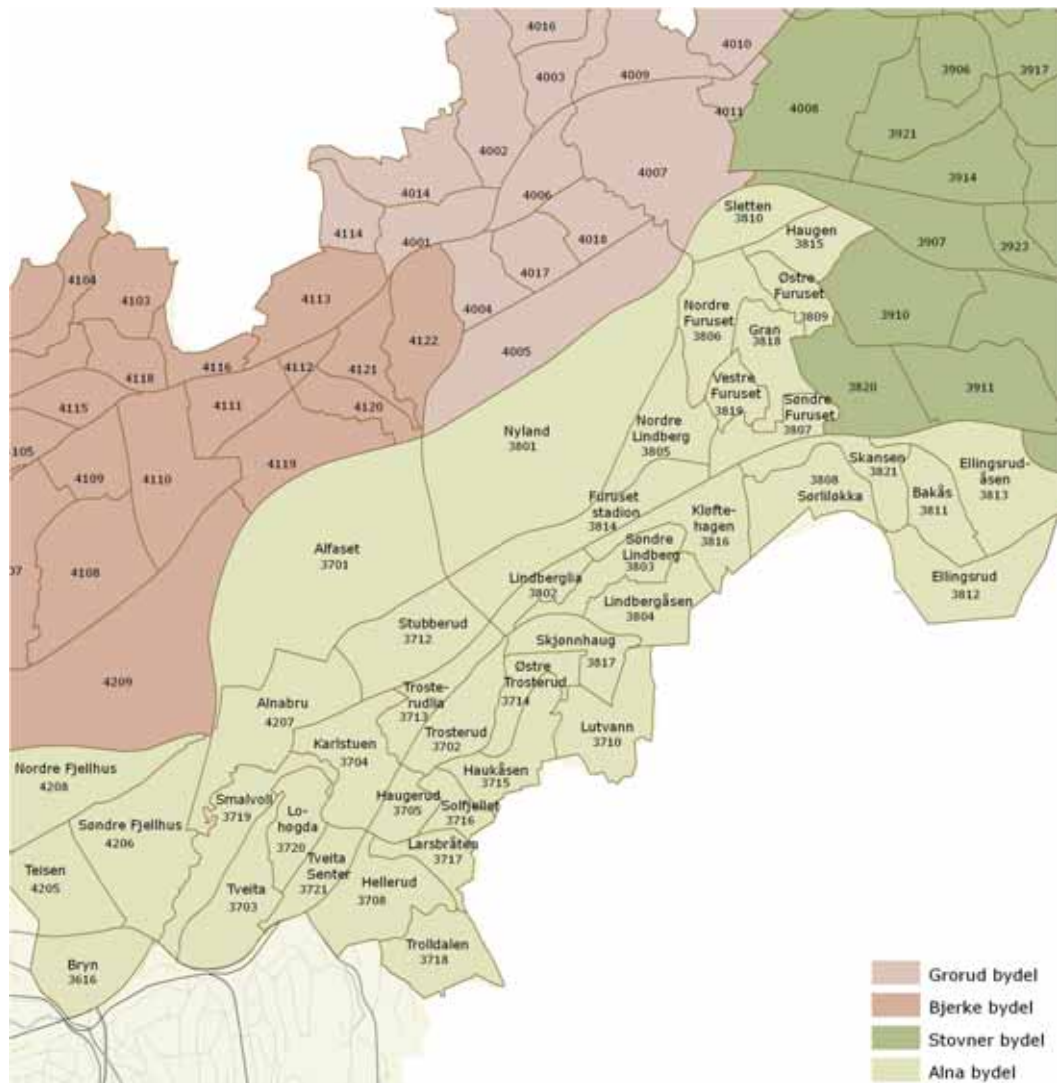 4016
4010
4003
4009
3906
3917
4011
4008
3921
4002
4007
3914
4014
4006
Sletten
3810
4114
4001
4018
Haugen
3815
3907
3923
4104
4017
4103
4113
Østre
Furuset
3809
4004
Nordre
Furuset
3806
Gran
3818
3910
4122
4005
4118
4116
4112
4121
Vestre
Furuset
3819
3820
3911
4115
4111
4120
Søndre
Furuset
3807
Nyland
3801
Nordre
Lindberg
3805
4105
4109
4110
4119
Skansen
3821
Ellingsrud-
åsen
3813
3808
Sørliløkka
Bakås
3811
Furuset
stadion
3814
Kløfte-
hagen
3816
Alfaset
3701
Søndre
Lindberg
3803
4108
Lindberglia
3802
Ellingsrud
3812
Lindbergåsen
3804
Stubberud
3712
Skjønnhaug
3817
4209
Østre
Trosterud
3714
Troste-
rudlia
3713
Alnabru
4207
Trosterud
3702
Lutvann
3710
Karlstuen
3704
Nordre Fjellhus
4208
Haukåsen
3715
Haugerud
3705
Smalvoll
3719
Solfjellet
3716
Lo-
høgda
3720
Søndre Fjellhus
4206
Larsbråten
3717
Tveita
Senter
3721
Teisen
4205
Tveita
3703
Hellerud
3708
Trolldalen
3718
Bryn
3616
Grorud bydel
Bjerke bydel
Stovner bydel
Alna bydel